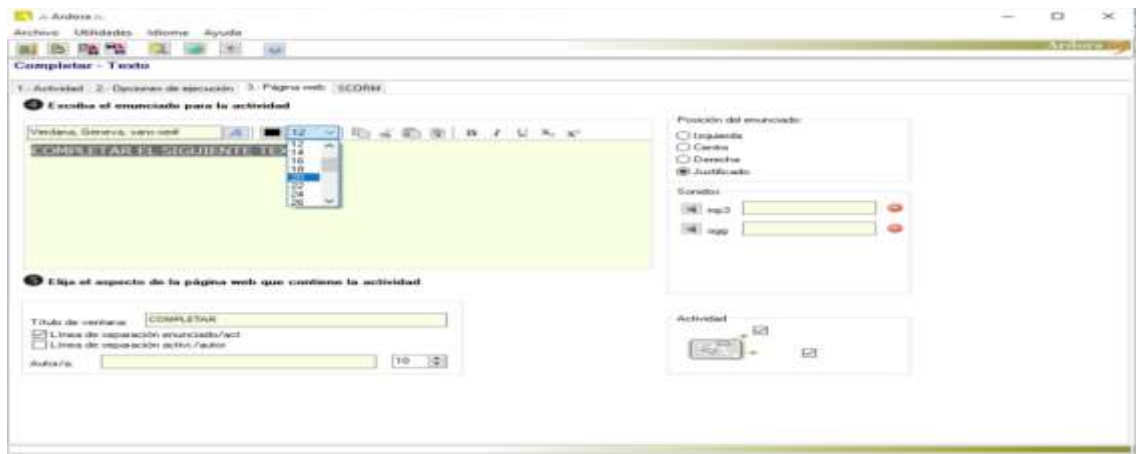 Ardora
Archivo Utilidades Idioma Ayuda
Ardora
Completar - Texto
1 - Actividad 2 - Opciones de ejecución 3 - Página web SCORM
4 Escriba el enunciado para la actividad
Verdana, Geneva, sans-serif 12 B I U X X
COMPLETAR EL SIGUIENTE TEX
12
14
16
18
20
22
24
26
Posición del enunciado
Izquierda
Centro
Derecha
Justificado
Sonidos
mp3
ogg
5 Elija el aspecto de la página web que contiene la actividad
Título de ventana: COMPLETAR
Línea de separación enunciado/act
Línea de separación activi./autor
Autor/a: 10
Actividad